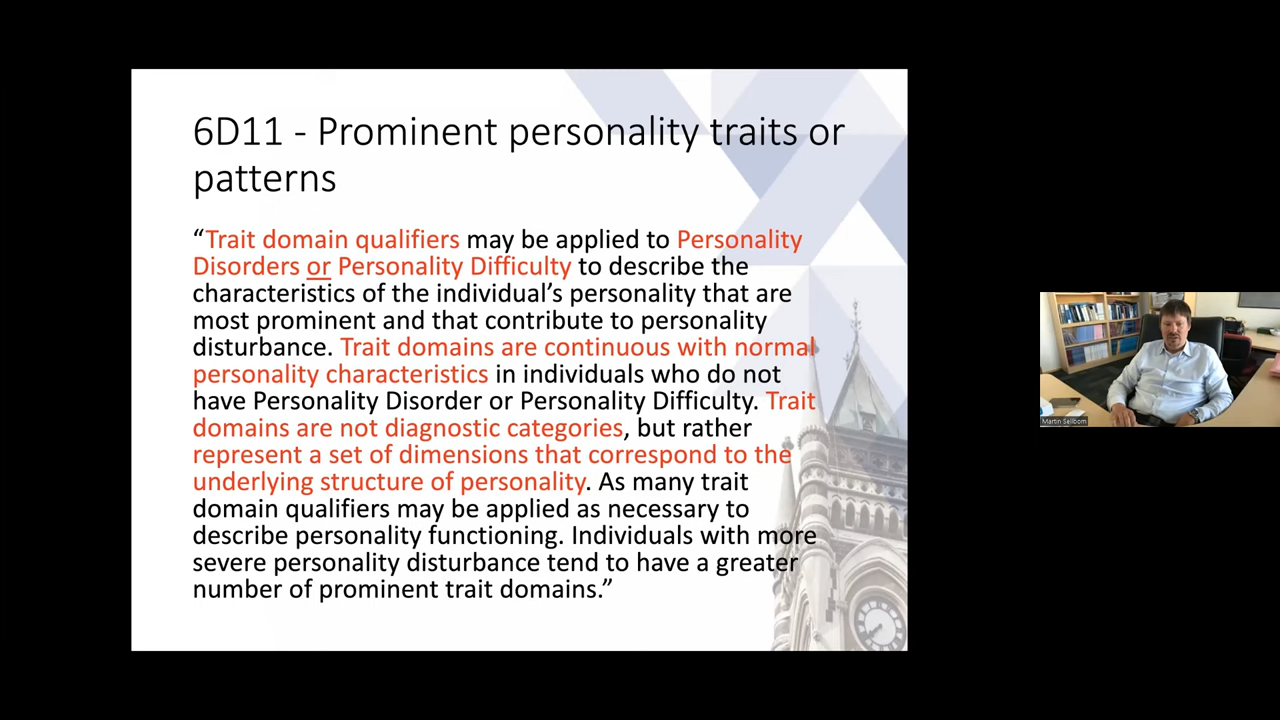 6D11 - Prominent personality traits or
patterns
“Trait domain qualifiers may be applied to Personality
Disorders or Personality Difficulty to describe the
characteristics of the individual’s personality that are
most prominent and that contribute to personality
disturbance. Trait domains are continuous with normal
personality characteristics in individuals who do not
have Personality Disorder or Personality Difficulty. Trait
domains are not diagnostic categories, but rather
represent a set of dimensions that correspond to the
underlying structure of personality. As many trait
domain qualifiers may be applied as necessary to
describe personality functioning. Individuals with more
severe personality disturbance tend to have a greater
number of prominent trait domains.”
Martin Sellbom